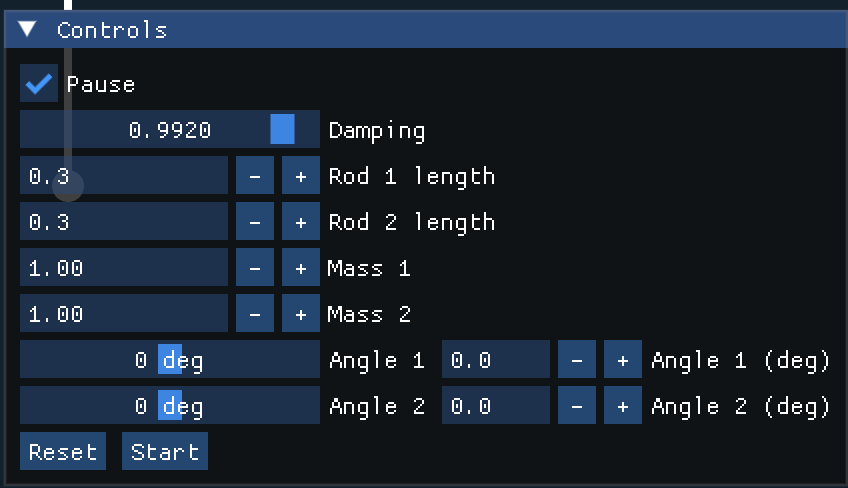 Controls
Pause
0.9920 Damping
0.3 - + Rod 1 length
0.3 - + Rod 2 length
1.00 - + Mass 1
1.00 - + Mass 2
0 deg Angle 1 0.0 - + Angle 1 (deg)
0 deg Angle 2 0.0 - + Angle 2 (deg)
Reset Start